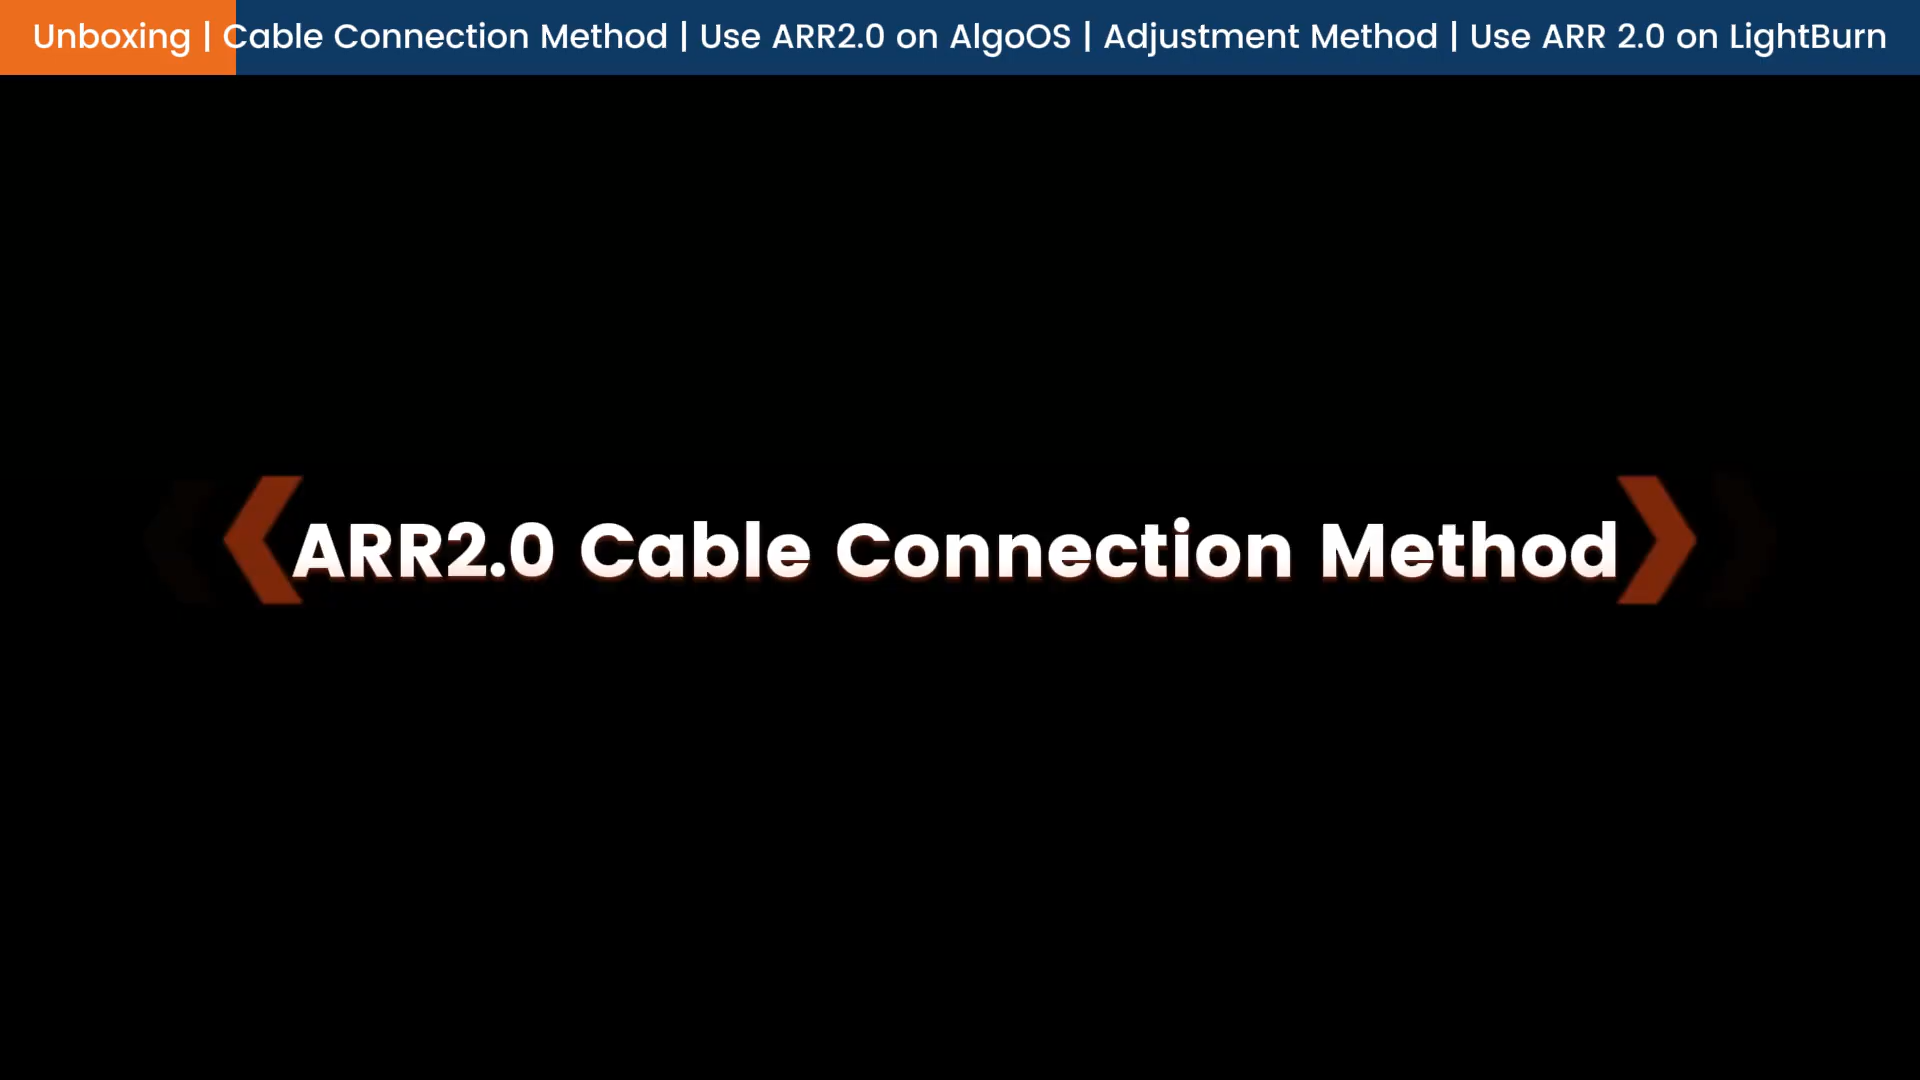 Unboxing | Cable Connection Method | Use ARR2.0 on AlgoOS | Adjustment Method | Use ARR 2.0 on LightBurn
ARR2.0 Cable Connection Method